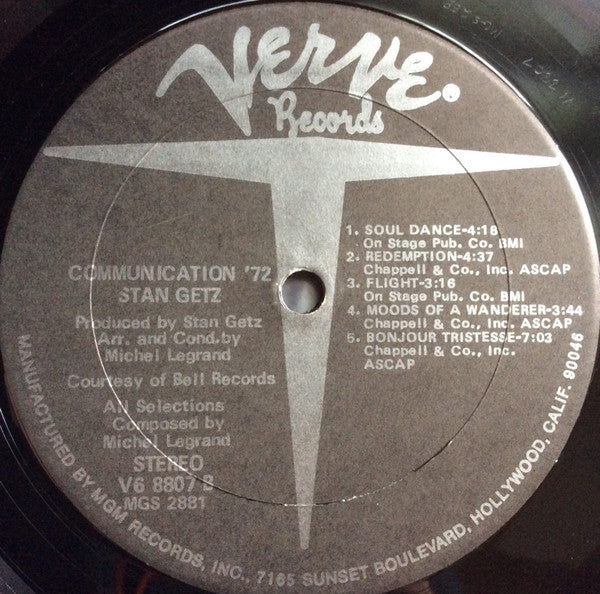 Verve.
Records
COMMUNICATION '72
STAN GETZ
Produced by Stan Getz
Arr. and Cond. by
Michel Legrand
Courtesy of Bell Records
All Selections
Composed by
Michel Legrand
STEREO
V6 8807 B
MGS 2881
1. SOUL DANCE-4:18
On Stage Pub. Co. BMI
2. REDEMPTION-4:37
Chappell & Co., Inc. ASCAP
3. FLIGHT-3:16
On Stage Pub. Co. BMI
4. MOODS OF A WANDERER-3:44
Chappell & Co., Inc. ASCAP
5. BONJOUR TRISTESSE-7:03
Chappell & Co., Inc.
ASCAP
MANUFACTURED BY MGM RECORDS, INC., 7165 SUNSET BOULEVARD, HOLLYWOOD, CALIF. 90046